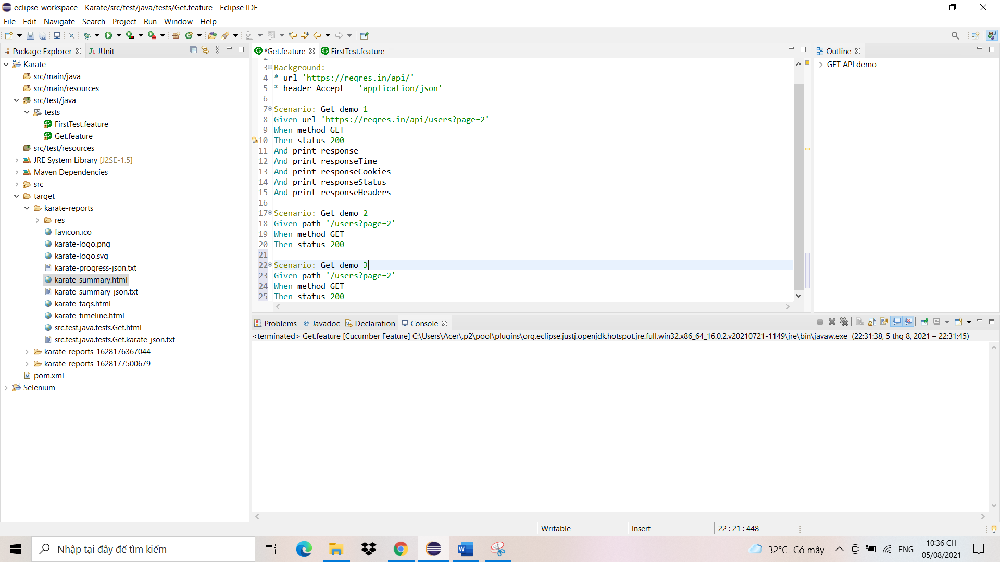 eclipse-workspace - Karate/src/test/java/tests/Get.feature - Eclipse IDE
File Edit Navigate Search Project Run Window Help
Package Explorer
JUnit
Karate
src/main/java
src/main/resources
src/test/java
tests
FirstTest.feature
Get.feature
src/test/resources
JRE System Library [J2SE-1.5]
Maven Dependencies
src
target
karate-reports
res
favicon.ico
karate-logo.png
karate-logo.svg
karate-progress-json.txt
karate-summary.html
karate-summary-json.txt
karate-tags.html
karate-timeline.html
src.test.java.tests.Get.html
src.test.java.tests.Get.karate-json.txt
karate-reports_1628176367044
karate-reports_1628177500679
pom.xml
Selenium
*Get.feature
FirstTest.feature
2
3 Background:
4 * url 'https://reqres.in/api/'
5 * header Accept = 'application/json'
6
7 Scenario: Get demo 1
8 Given url 'https://reqres.in/api/users?page=2'
9 When method GET
10 Then status 200
11 And print response
12 And print responseTime
13 And print responseCookies
14 And print responseStatus
15 And print responseHeaders
16
17 Scenario: Get demo 2
18 Given path '/users?page=2'
19 When method GET
20 Then status 200
21
22 Scenario: Get demo 3
23 Given path '/users?page=2'
24 When method GET
25 Then status 200
Outline
GET API demo
Problems @ Javadoc Declaration Console
<terminated> Get.feature [Cucumber Feature] C:\Users\Acer\.p2\pool\plugins\org.eclipse.justj.openjdk.hotspot.jre.full.win32.x86_64_16.0.2.v20210721-1149\jre\bin\javaw.exe (22:31:38, 5 thg 8, 2021 – 22:31:45)
Writable
Insert
22 : 21 : 448
Nhập tại đây để tìm kiếm
32°C Có mây
ENG
10:36 CH
05/08/2021